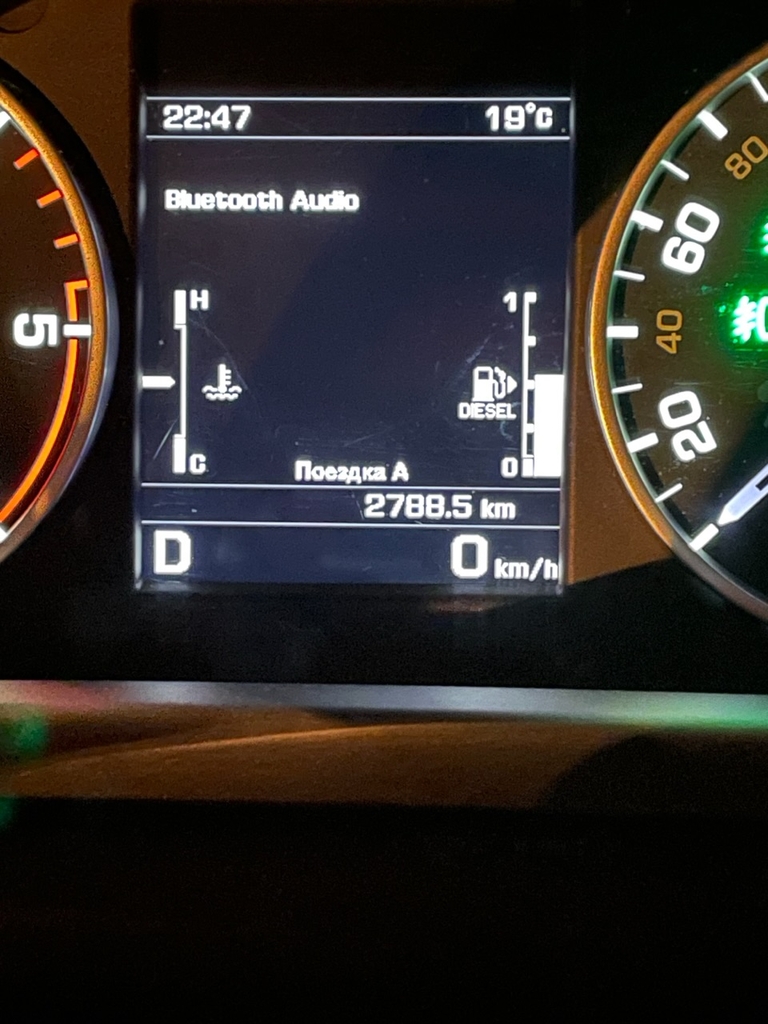 22:47 19°C
Bluetooth Audio
H
1
DIESEL
C
0
Поездка A
2788.5 km
D 0 km/h
5
80
60
40
20